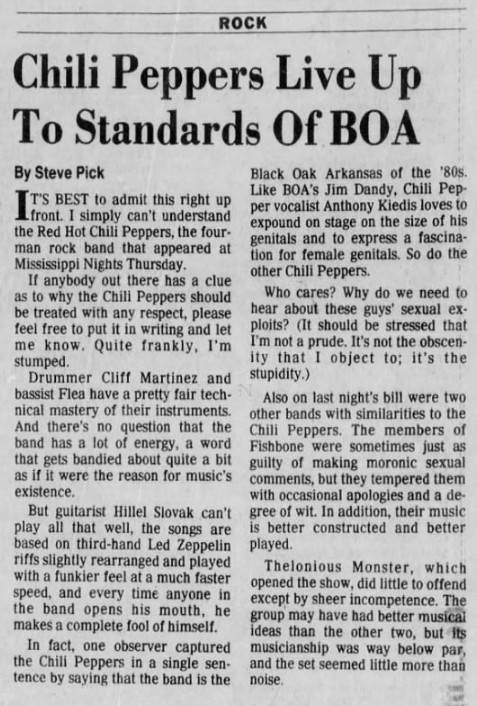 ROCK
Chili Peppers Live Up
To Standards Of BOA
By Steve Pick
IT'S BEST to admit this right up
front. I simply can't understand
the Red Hot Chili Peppers, the four-
man rock band that appeared at
Mississippi Nights Thursday.
If anybody out there has a clue
as to why the Chili Peppers should
be treated with any respect, please
feel free to put it in writing and let
me know. Quite frankly, I'm
stumped.
Drummer Cliff Martinez and
bassist Flea have a pretty fair tech-
nical mastery of their instruments.
And there's no question that the
band has a lot of energy, a word
that gets bandied about quite a bit
as if it were the reason for music's
existence.
But guitarist Hillel Slovak can't
play all that well, the songs are
based on third-hand Led Zeppelin
riffs slightly rearranged and played
with a funkier feel at a much faster
speed, and every time anyone in
the band opens his mouth, he
makes a complete fool of himself.
In fact, one observer captured
the Chili Peppers in a single sen-
tence by saying that the band is the
Black Oak Arkansas of the '80s.
Like BOA's Jim Dandy, Chili Pep-
per vocalist Anthony Kiedis loves to
expound on stage on the size of his
genitals and to express a fascina-
tion for female genitals. So do the
other Chili Peppers.
Who cares? Why do we need to
hear about these guys' sexual ex-
ploits? (It should be stressed that
I'm not a prude. It's not the obscen-
ity that I object to; it's the
stupidity.)
Also on last night's bill were two
other bands with similarities to the
Chili Peppers. The members of
Fishbone were sometimes just as
guilty of making moronic sexual
comments, but they tempered them
with occasional apologies and a de-
gree of wit. In addition, their music
is better constructed and better
played.
Thelonious Monster, which
opened the show, did little to offend
except by sheer incompetence. The
group may have had better musical
ideas than the other two, but its
musicianship was way below par,
and the set seemed little more than
noise.